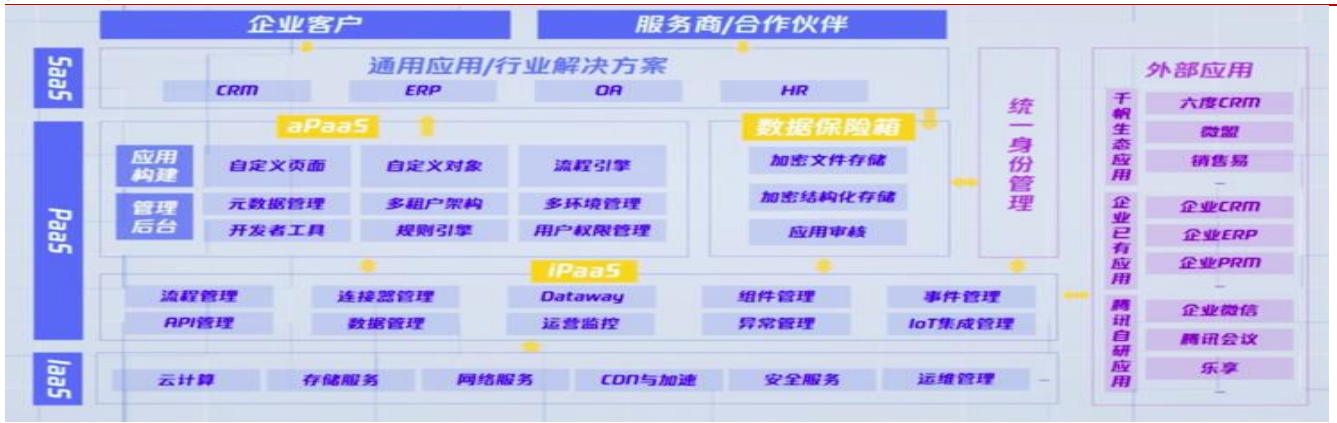 企业客户
服务商/合作伙伴
SaaS
通用应用/行业解决方案
CRM
ERP
OA
HR
PaaS
aPaaS
应用构建
自定义页面
自定义对象
流程引擎
管理后台
元数据管理
多租户架构
多环境管理
开发者工具
规则引擎
用户权限管理
数据保险箱
加密文件存储
加密结构化存储
应用审核
统一身份管理
iPaaS
流程管理
连接器管理
Dataway
组件管理
事件管理
API管理
数据管理
运营监控
异常管理
IoT集成管理
IaaS
云计算
存储服务
网络服务
CDN与加速
安全服务
运维管理
外部应用
千帆生态应用
六度CRM
微盟
销售易
企业已有应用
企业CRM
企业ERP
企业PRM
腾讯自研应用
企业微信
腾讯会议
乐享